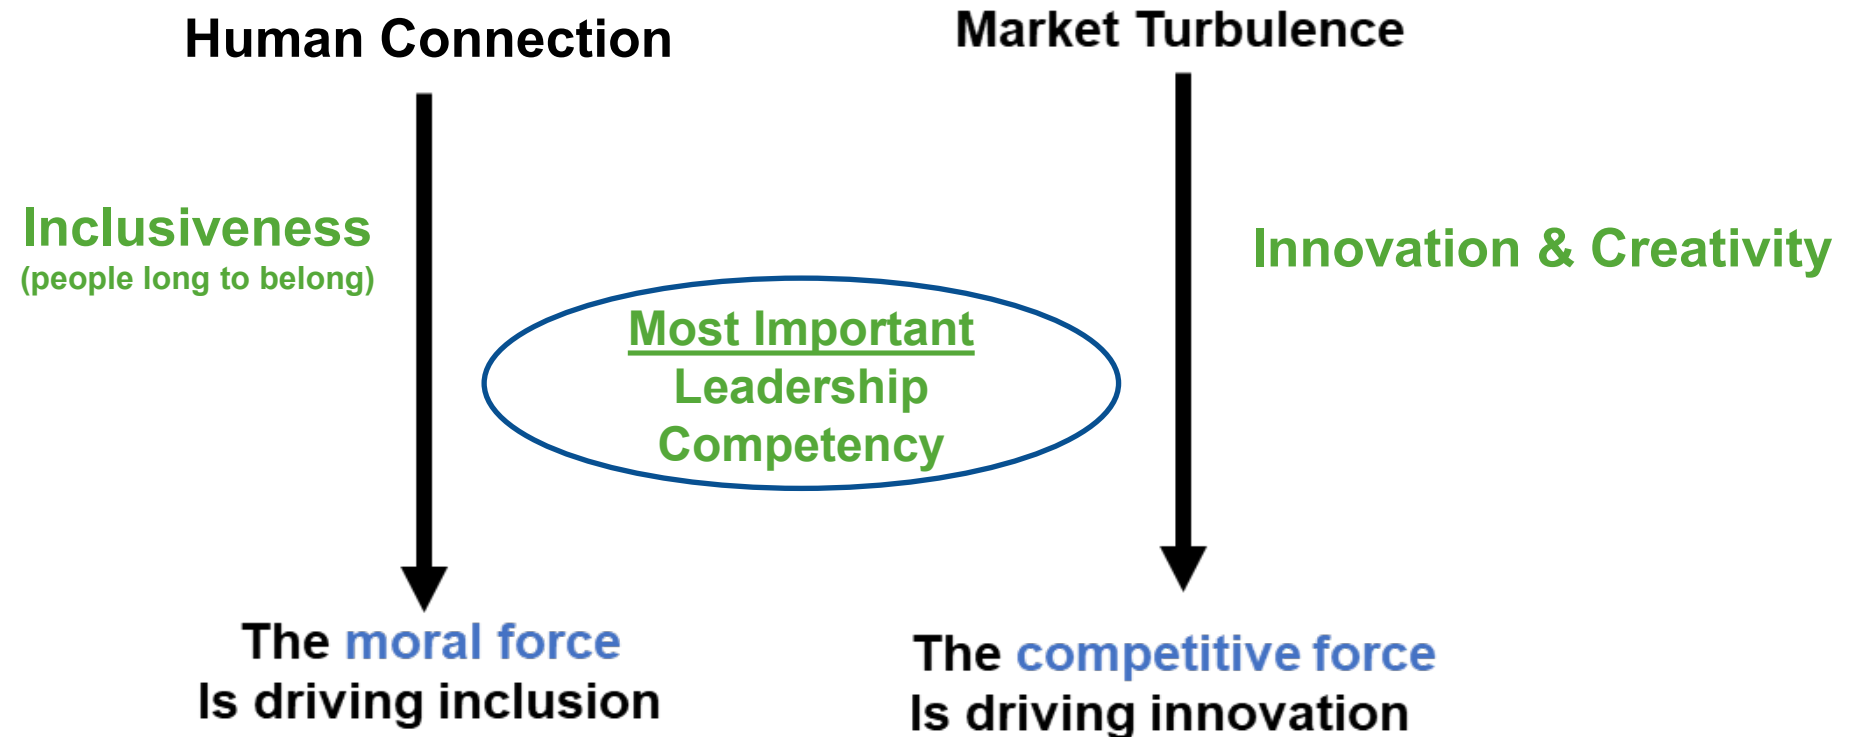 Human Connection
Market Turbulence
Inclusiveness
(people long to belong)
Innovation & Creativity
Most Important
Leadership
Competency
The moral force
Is driving inclusion
The competitive force
Is driving innovation